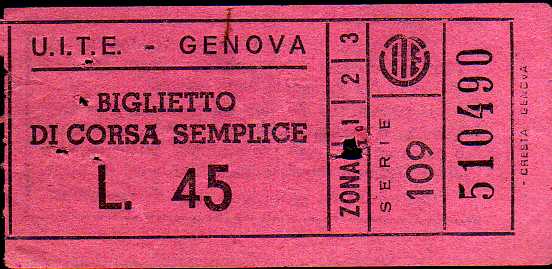 U.I.T.E. - GENOVA
BIGLIETTO
DI CORSA SEMPLICE
L. 45
ZONA U 1 2 3
SERIE 109
510490
- CRESTA - GENOVA